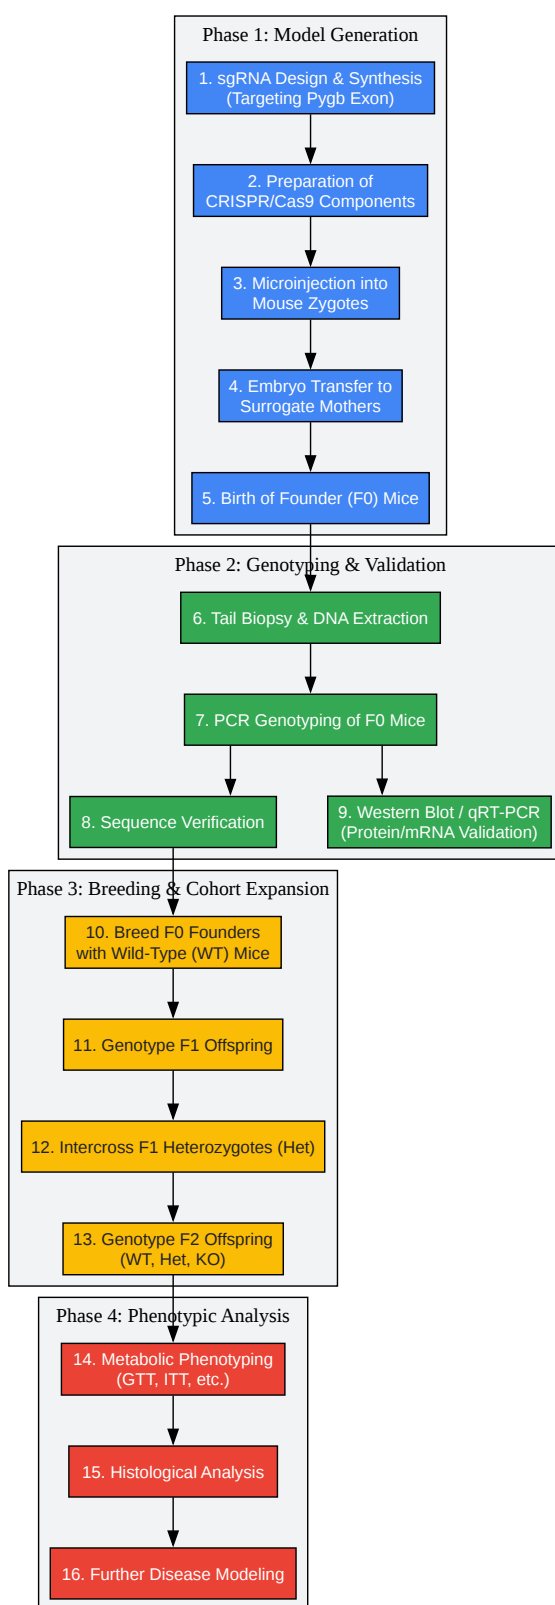 Phase 1: Model Generation
1. sgRNA Design & Synthesis
(Targeting Pygb Exon)
2. Preparation of
CRISPR/Cas9 Components
3. Microinjection into
Mouse Zygotes
4. Embryo Transfer to
Surrogate Mothers
5. Birth of Founder (F0) Mice
Phase 2: Genotyping & Validation
6. Tail Biopsy & DNA Extraction
7. PCR Genotyping of F0 Mice
8. Sequence Verification
9. Western Blot / qRT-PCR
(Protein/mRNA Validation)
Phase 3: Breeding & Cohort Expansion
10. Breed F0 Founders
with Wild-Type (WT) Mice
11. Genotype F1 Offspring
12. Intercross F1 Heterozygotes (Het)
13. Genotype F2 Offspring
(WT, Het, KO)
Phase 4: Phenotypic Analysis
14. Metabolic Phenotyping
(GTT, ITT, etc.)
15. Histological Analysis
16. Further Disease Modeling